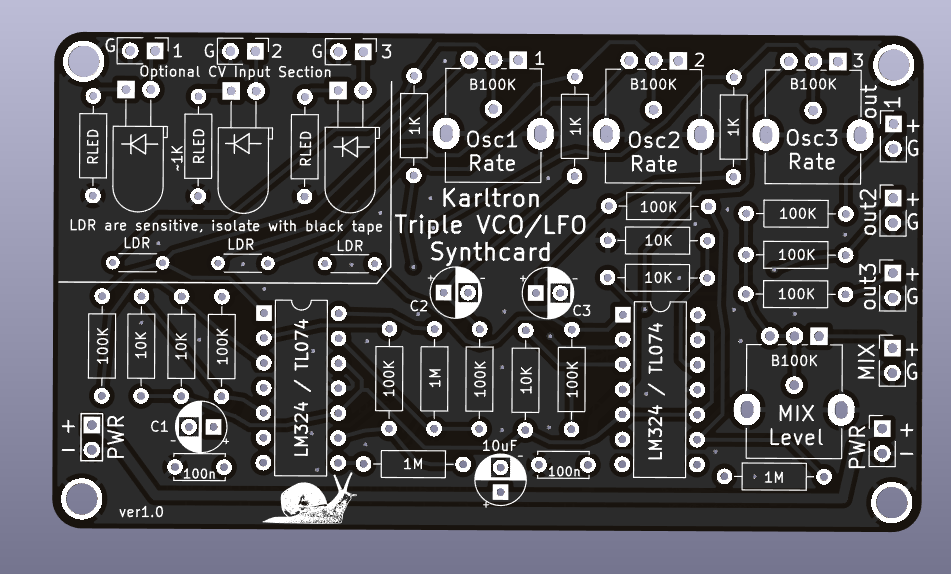 G 1 G 2 G 3
Optional CV Input Section
1 2 3
B100K B100K B100K
RLED ~1K RLED RLED
1K 1K 1K
Osc1
Rate
Osc2
Rate
Osc3
Rate
out1
+
G
LDR are sensitive, isolate with black tape
LDR LDR LDR
Karltron
Triple VCO/LFO
Synthcard
100K
10K
10K
100K
100K
100K
out2
+
G
out3
+
G
+ - + -
C2 C3
100K 10K 10K 100K
LM324 / TL074
100K 1M 100K 10K 100K
LM324 / TL074
B100K
MIX
Level
MIX
+
G
+
-
PWR
C1
- +
100n
1M
10uF
-
+
100n
1M
PWR
+
-
ver1.0